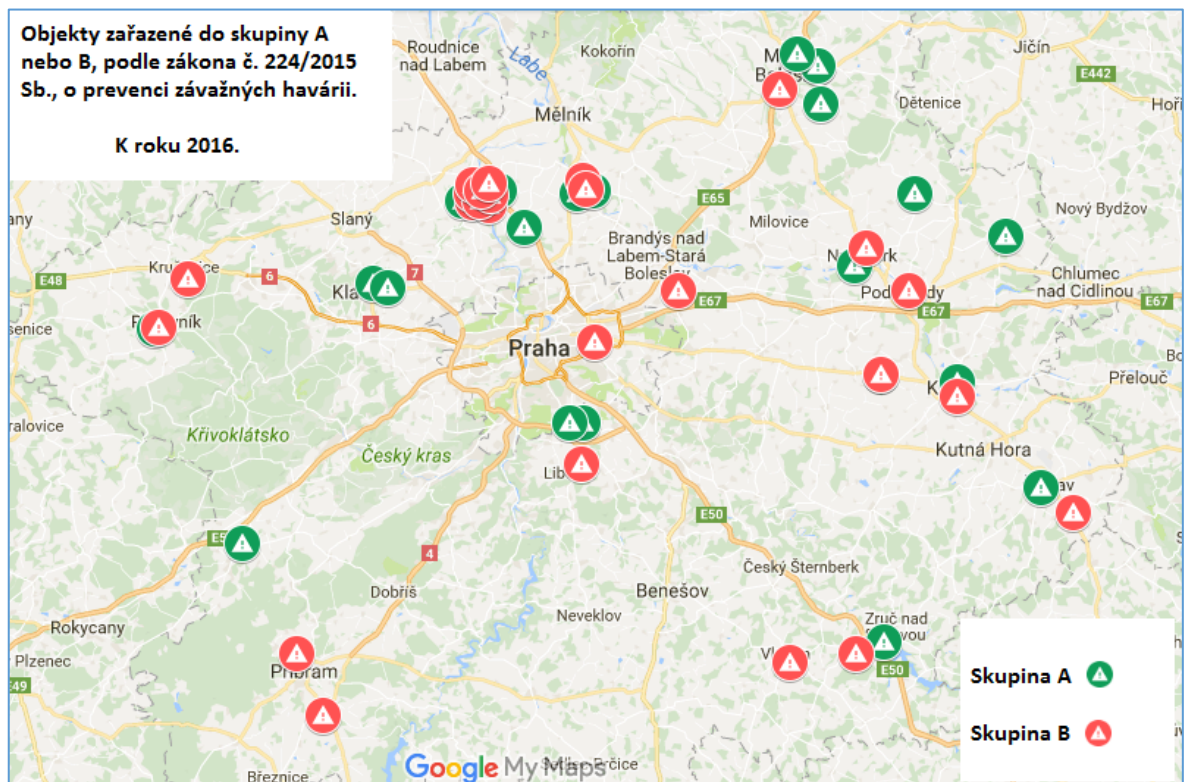 Objekty zařazené do skupiny A
nebo B, podle zákona č. 224/2015
Sb., o prevenci závažných havárií.
K roku 2016.
Roudnice
nad Labem
Labe
Kokořín
Jičín
E442
Mělník
Dětenice
E65
Slaný
Milovice
Nový Bydžov
Brandýs nad
Labem-Stará
Boleslav
E48
6
7
Chlumec
nad Cidlinou
E67
E67
E67
6
Praha
Přelouč
Křivoklátsko
Český kras
Kutná Hora
E50
4
Český Šternberk
Dobříš
Benešov
Neveklov
Zruč nad
Rokycany
Plzenec
E50
Příbram
Březnice
Skupina A
Skupina B
Google My Maps